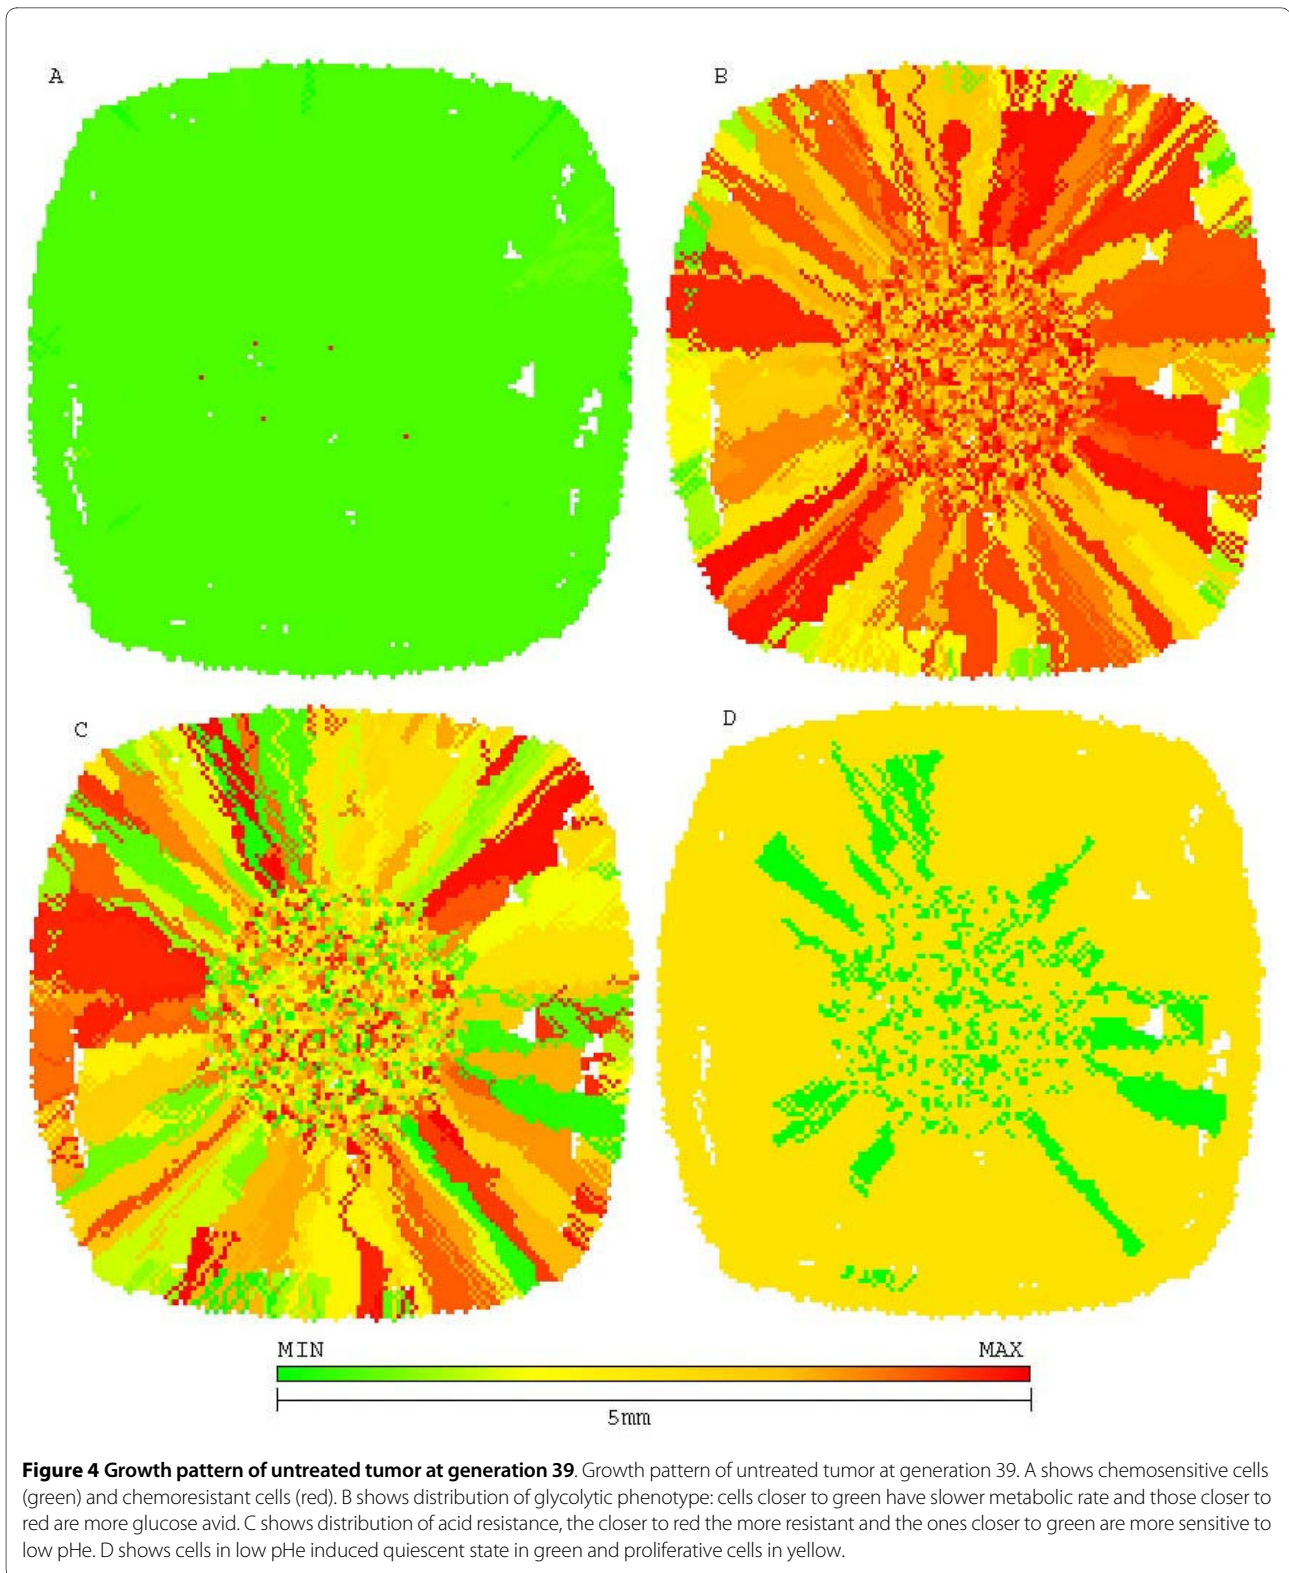 A
B
C
D
MIN
MAX
5mm
Figure 4 Growth pattern of untreated tumor at generation 39. Growth pattern of untreated tumor at generation 39. A shows chemosensitive cells
(green) and chemoresistant cells (red). B shows distribution of glycolytic phenotype: cells closer to green have slower metabolic rate and those closer to
red are more glucose avid. C shows distribution of acid resistance, the closer to red the more resistant and the ones closer to green are more sensitive to
low pHe. D shows cells in low pHe induced quiescent state in green and proliferative cells in yellow.